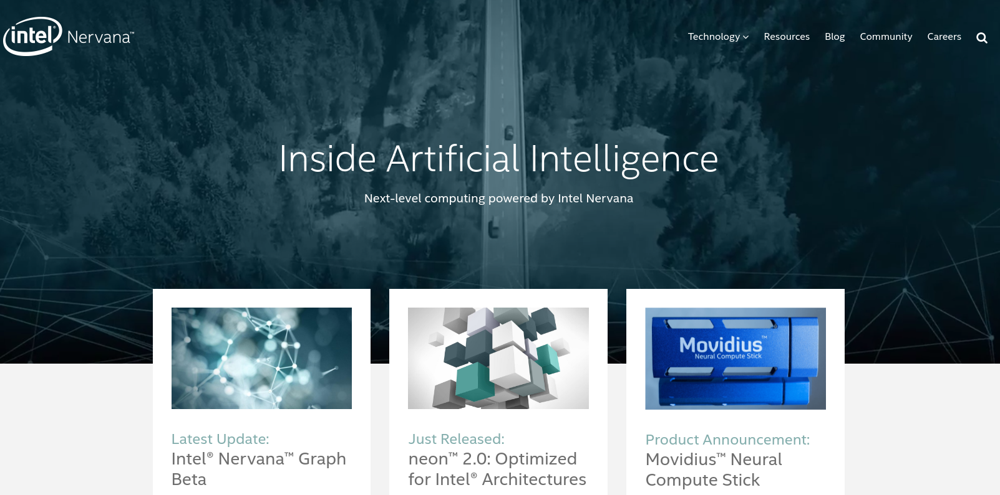 intel® Nervana™
Technology Resources Blog Community Careers
Inside Artificial Intelligence
Next-level computing powered by Intel Nervana
Movidius™
Neural Compute Stick
Latest Update:
Intel® Nervana™ Graph
Beta
Just Released:
neon™ 2.0: Optimized
for Intel® Architectures
Product Announcement:
Movidius™ Neural
Compute Stick